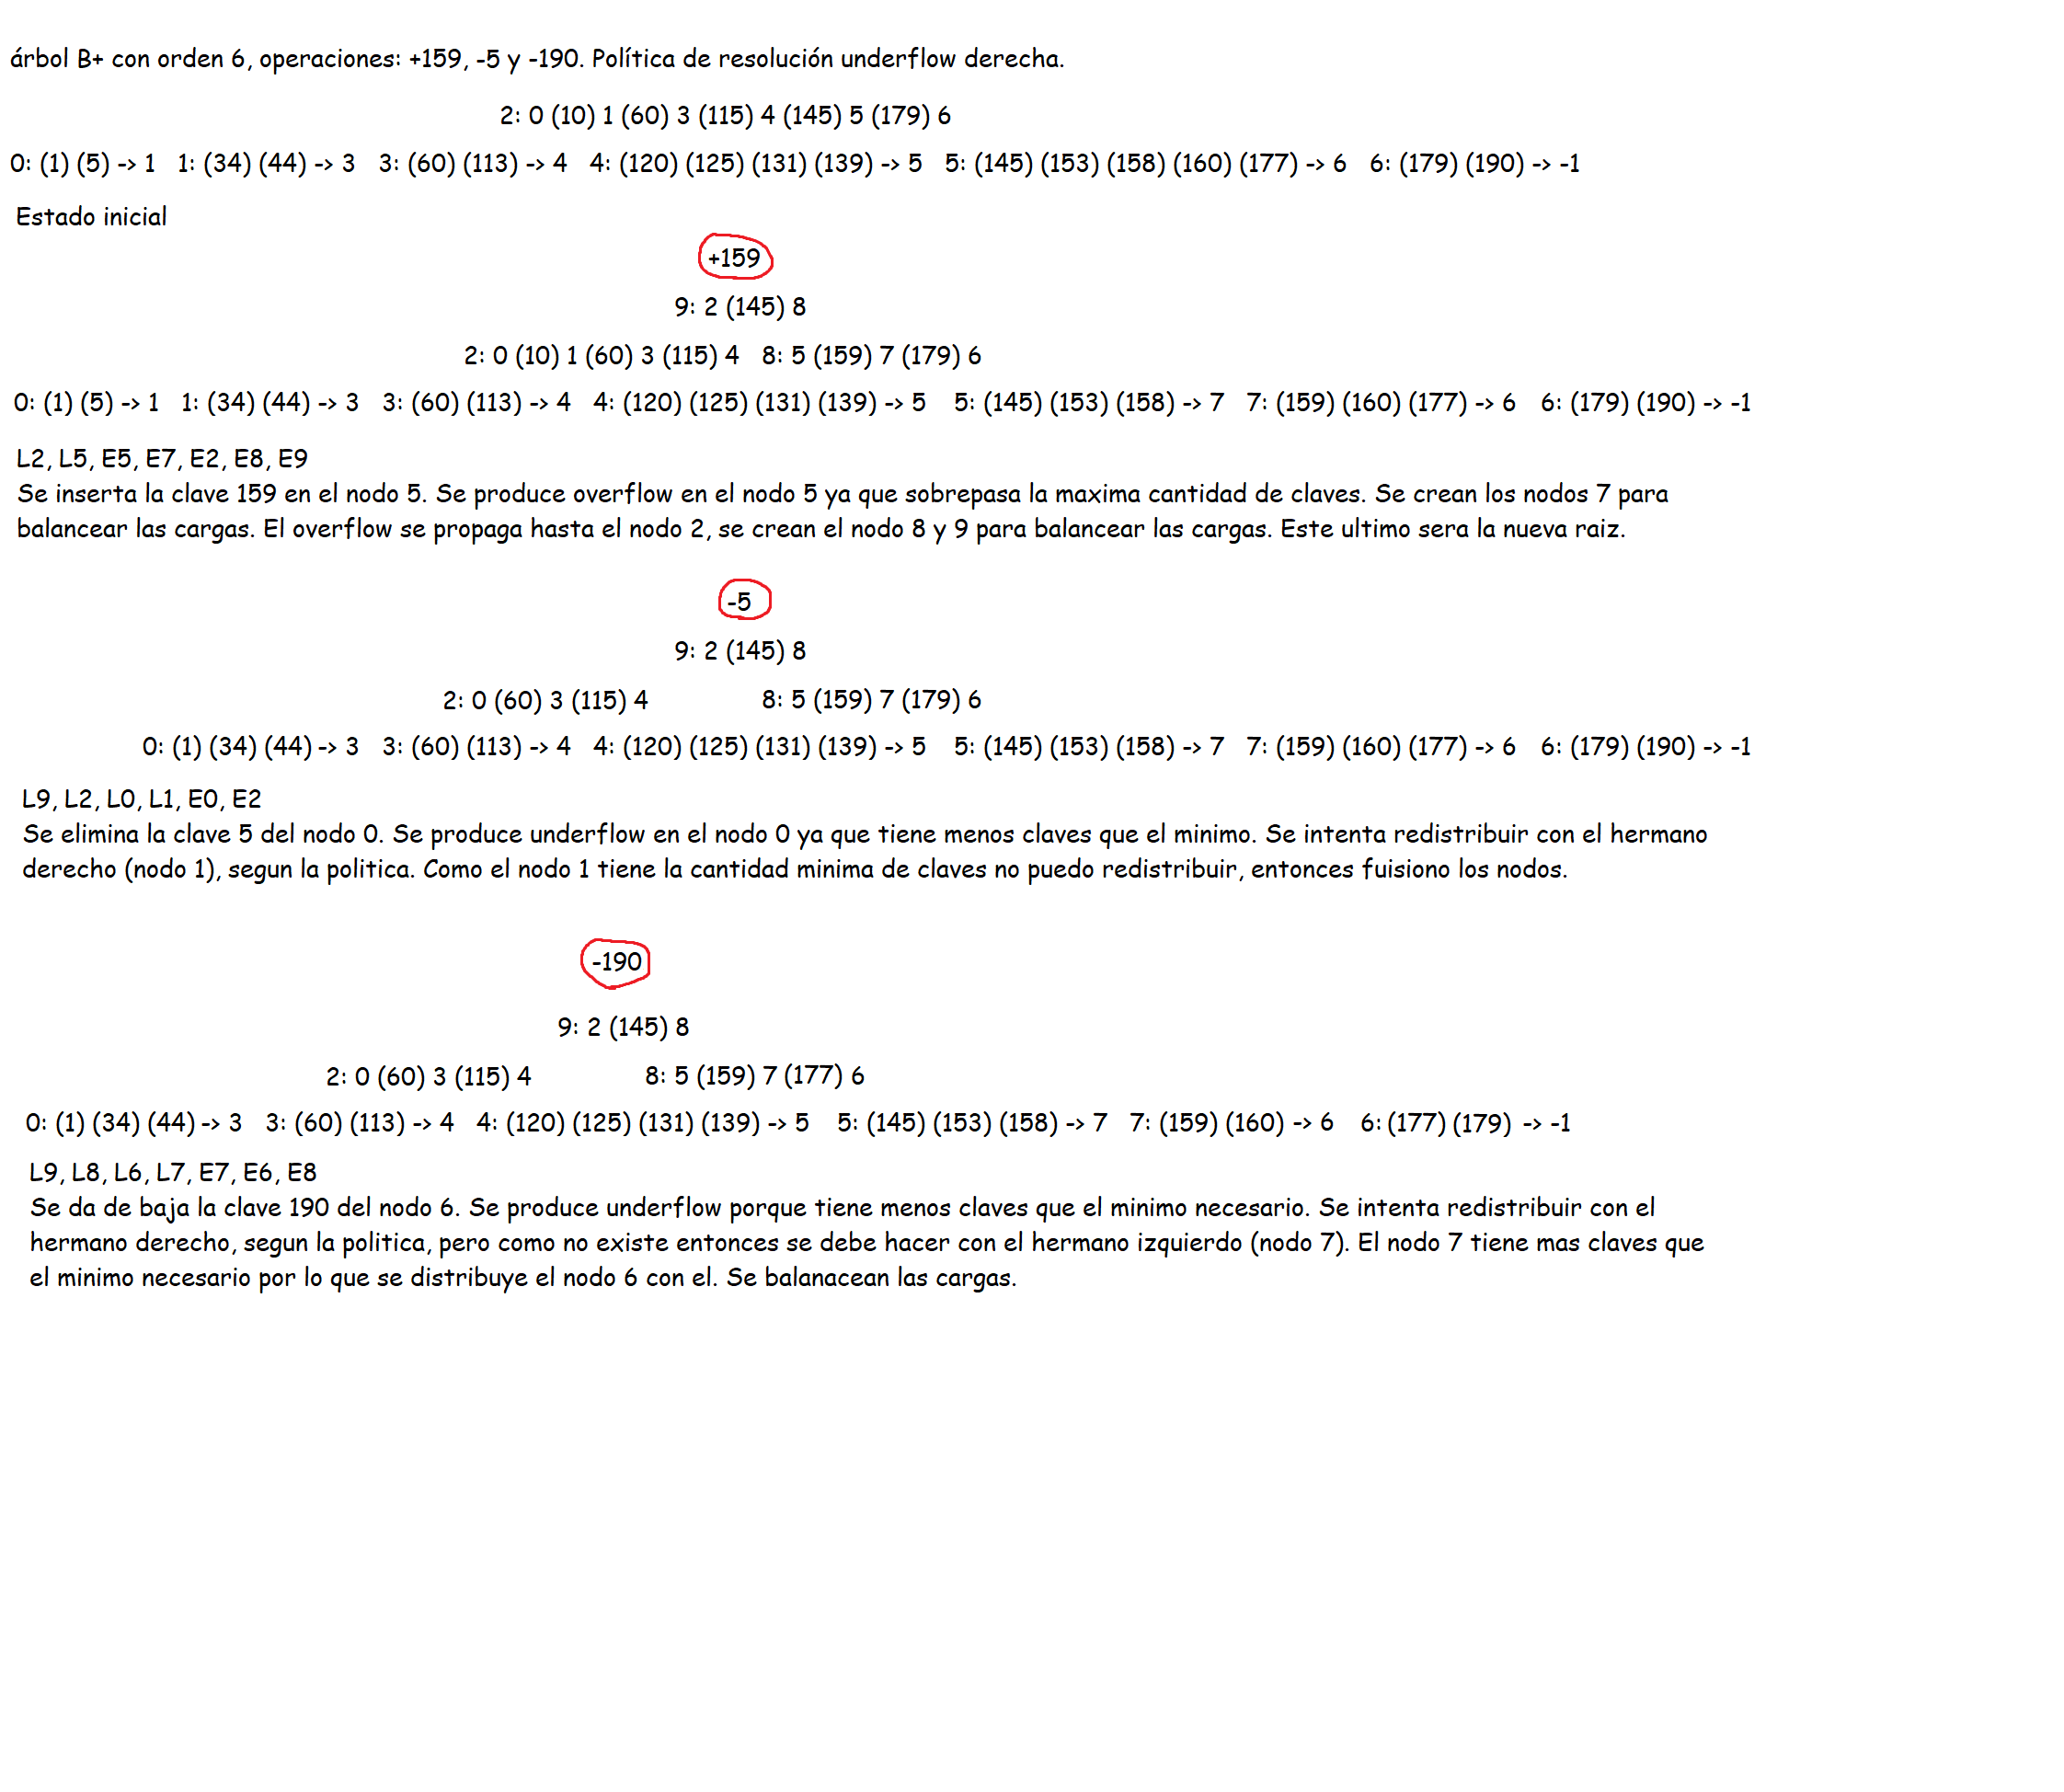 árbol B+ con orden 6, operaciones: +159, -5 y -190. Política de resolución underflow derecha.
2: 0 (10) 1 (60) 3 (115) 4 (145) 5 (179) 6
0: (1) (5) -> 1 1: (34) (44) -> 3 3: (60) (113) -> 4 4: (120) (125) (131) (139) -> 5 5: (145) (153) (158) (160) (177) -> 6 6: (179) (190) -> -1
Estado inicial
+159
9: 2 (145) 8
2: 0 (10) 1 (60) 3 (115) 4 8: 5 (159) 7 (179) 6
0: (1) (5) -> 1 1: (34) (44) -> 3 3: (60) (113) -> 4 4: (120) (125) (131) (139) -> 5 5: (145) (153) (158) -> 7 7: (159) (160) (177) -> 6 6: (179) (190) -> -1
L2, L5, E5, E7, E2, E8, E9
Se inserta la clave 159 en el nodo 5. Se produce overflow en el nodo 5 ya que sobrepasa la maxima cantidad de claves. Se crean los nodos 7 para
balancear las cargas. El overflow se propaga hasta el nodo 2, se crean el nodo 8 y 9 para balancear las cargas. Este ultimo sera la nueva raiz.
-5
9: 2 (145) 8
2: 0 (60) 3 (115) 4 8: 5 (159) 7 (179) 6
0: (1) (34) (44) -> 3 3: (60) (113) -> 4 4: (120) (125) (131) (139) -> 5 5: (145) (153) (158) -> 7 7: (159) (160) (177) -> 6 6: (179) (190) -> -1
L9, L2, L0, L1, E0, E2
Se elimina la clave 5 del nodo 0. Se produce underflow en el nodo 0 ya que tiene menos claves que el minimo. Se intenta redistribuir con el hermano
derecho (nodo 1), segun la politica. Como el nodo 1 tiene la cantidad minima de claves no puedo redistribuir, entonces fuisiono los nodos.
-190
9: 2 (145) 8
2: 0 (60) 3 (115) 4 8: 5 (159) 7 (177) 6
0: (1) (34) (44) -> 3 3: (60) (113) -> 4 4: (120) (125) (131) (139) -> 5 5: (145) (153) (158) -> 7 7: (159) (160) -> 6 6: (177) (179) -> -1
L9, L8, L6, L7, E7, E6, E8
Se da de baja la clave 190 del nodo 6. Se produce underflow porque tiene menos claves que el minimo necesario. Se intenta redistribuir con el
hermano derecho, segun la politica, pero como no existe entonces se debe hacer con el hermano izquierdo (nodo 7). El nodo 7 tiene mas claves que
el minimo necesario por lo que se distribuye el nodo 6 con el. Se balanacean las cargas.